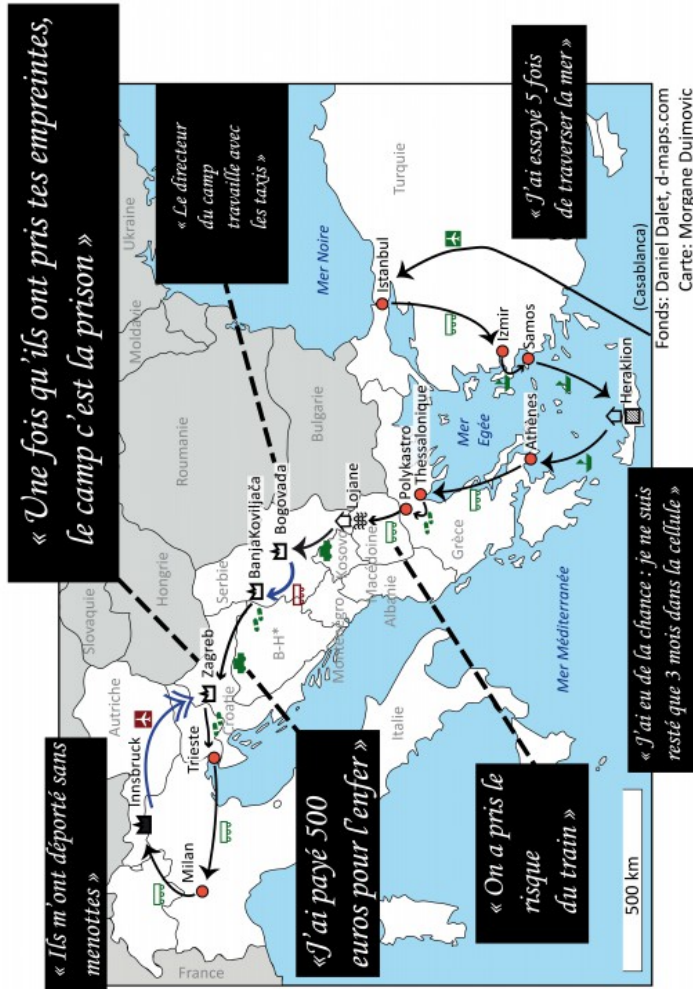 « Une fois qu'ils ont pris tes empreintes,
le camp c'est la prison »
« Ils m'ont déporté sans
menottes »
« Le directeur
du camp
travaille avec
les taxis »
« J'ai essayé 5 fois
de traverser la mer »
«J'ai payé 500
euros pour l'enfer »
« On a pris le
risque
du train »
« J'ai eu de la chance : je ne suis
resté que 3 mois dans la cellule »
Slovaquie
Ukraine
Moldavie
Hongrie
Roumanie
Autriche
Innsbruck
Zagreb
Croatie
Trieste
Milan
France
Serbie
BanjaKoviljača
Bogovađa
B-H*
Bulgarie
Kosovo
Lojane
Montenegro
Macédoine
Albanie
Italie
Polykastro
Thessalonique
Grèce
Mer Noire
Istanbul
Turquie
Izmir
Samos
Mer
Egée
Athènes
Heraklion
Mer Méditerranée
(Casablanca)
500 km
Fonds: Daniel Dalet, d-maps.com
Carte: Morgane Dujmovic